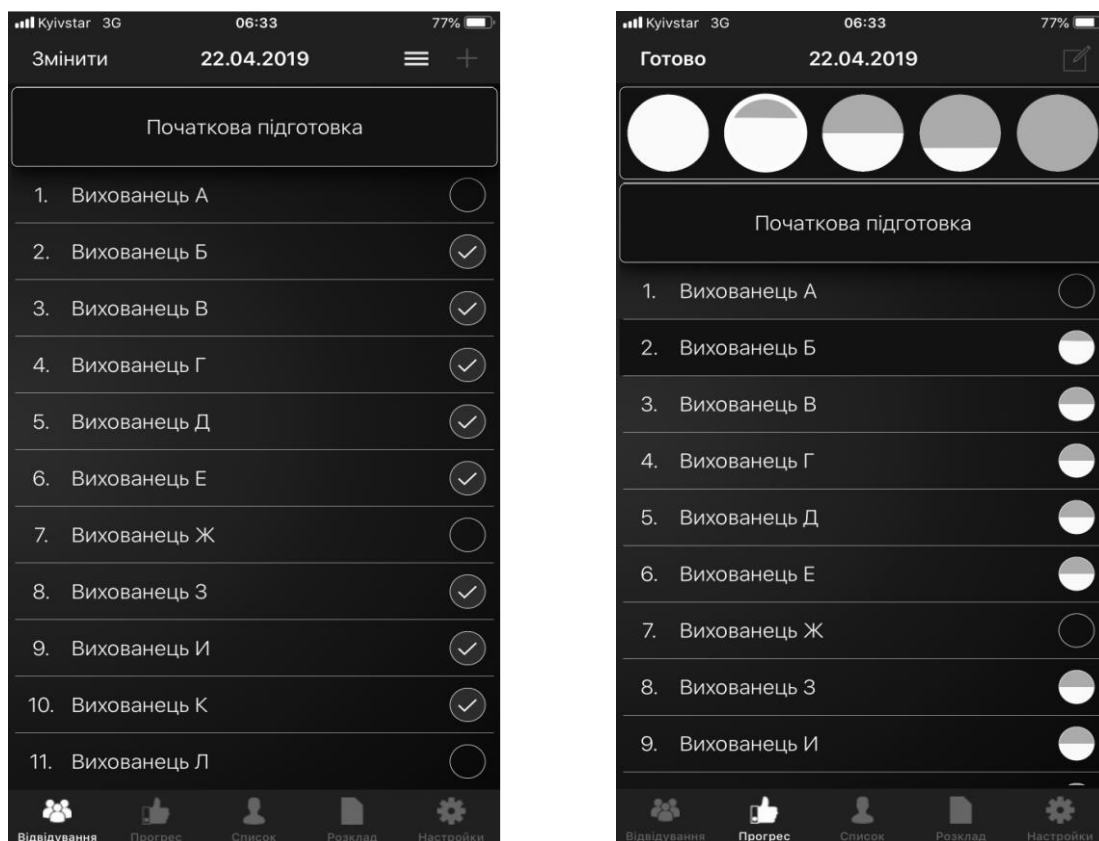 Kyivstar 3G 06:33 77%
Змінити 22.04.2019
Початкова підготовка
1. Вихованець А
2. Вихованець Б
3. Вихованець В
4. Вихованець Г
5. Вихованець Д
6. Вихованець Е
7. Вихованець Ж
8. Вихованець З
9. Вихованець И
10. Вихованець К
11. Вихованець Л
Відвідування Прогрес Список Розклад Настройки
Kyivstar 3G 06:33 77%
Готово 22.04.2019
Початкова підготовка
1. Вихованець А
2. Вихованець Б
3. Вихованець В
4. Вихованець Г
5. Вихованець Д
6. Вихованець Е
7. Вихованець Ж
8. Вихованець З
9. Вихованець И
Відвідування Прогрес Список Розклад Настройки